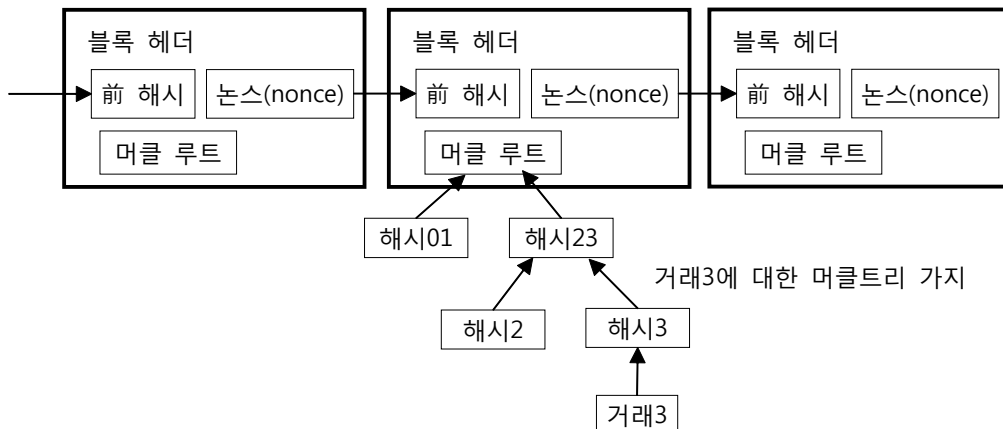 블록 헤더
前 해시
논스(nonce)
머클 루트
블록 헤더
前 해시
논스(nonce)
머클 루트
블록 헤더
前 해시
논스(nonce)
머클 루트
해시01
해시23
거래3에 대한 머클트리 가지
해시2
해시3
거래3